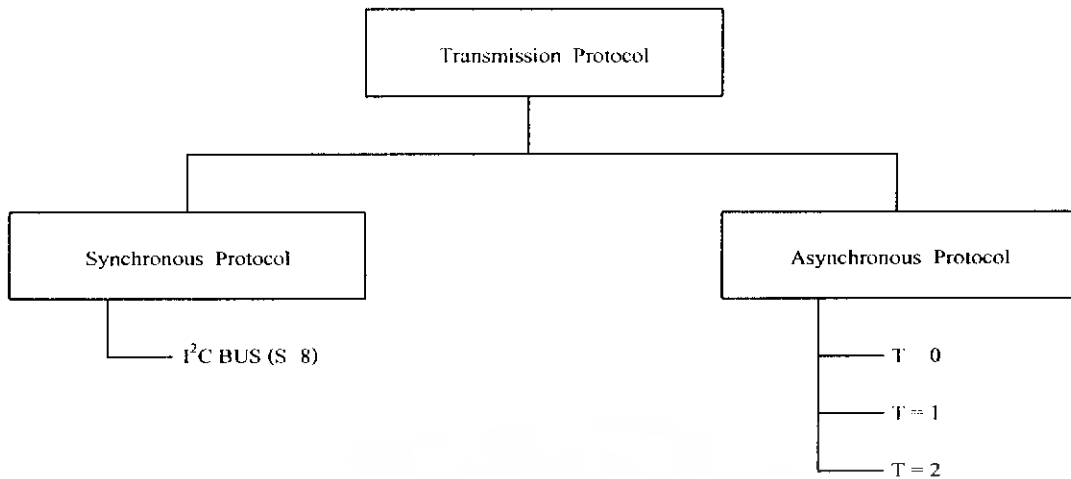 Transmission Protocol
Synchronous Protocol
Asynchronous Protocol
I²C BUS (S 8)
T 0
T = 1
T = 2